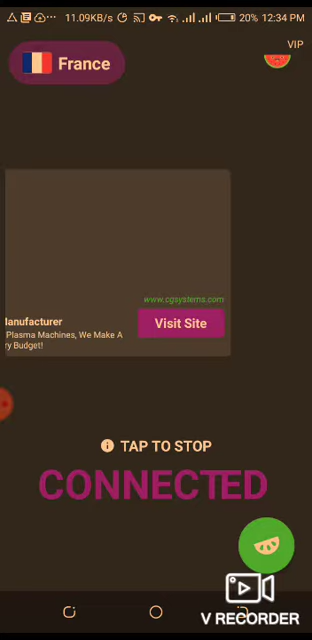 11.09KB/s 20% 12:34 PM
VIP
France
www.cgsystems.com
Manufacturer
Visit Site
Plasma Machines, We Make A
ry Budget!
TAP TO STOP
CONNECTED
V RECORDER